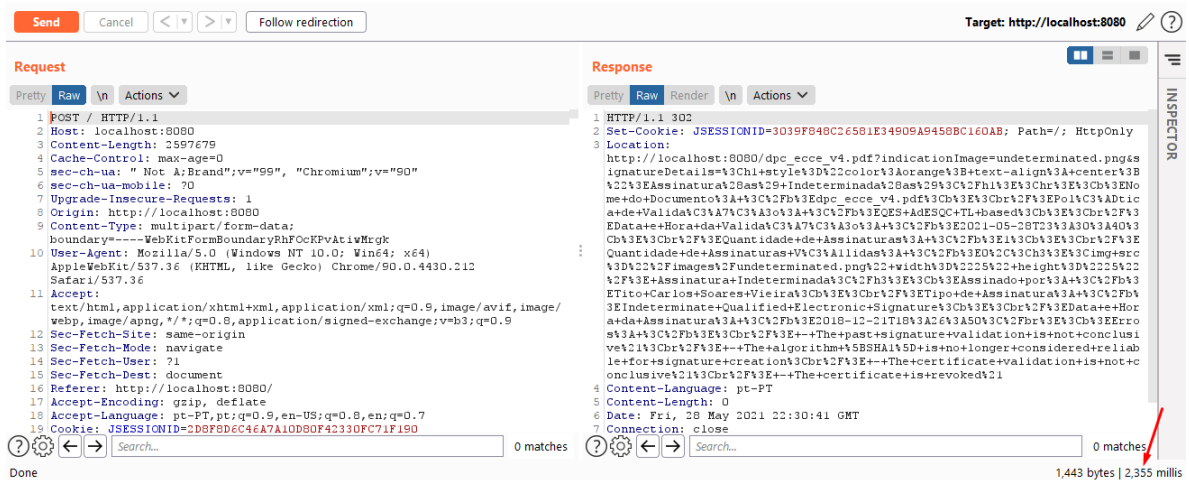 Send Cancel < > Follow redirection Target: http://localhost:8080
Request
Pretty Raw \n Actions
1 POST / HTTP/1.1
2 Host: localhost:8080
3 Content-Length: 2597679
4 Cache-Control: max-age=0
5 sec-ch-ua: " Not A;Brand";v="99", "Chromium";v="90"
6 sec-ch-ua-mobile: ?0
7 Upgrade-Insecure-Requests: 1
8 Origin: http://localhost:8080
9 Content-Type: multipart/form-data;
boundary=----WebKitFormBoundaryRhFOcKPvAtiwMrgk
10 User-Agent: Mozilla/5.0 (Windows NT 10.0; Win64; x64)
AppleWebKit/537.36 (KHTML, like Gecko) Chrome/90.0.4430.212
Safari/537.36
11 Accept:
text/html,application/xhtml+xml,application/xml;q=0.9,image/avif,image/
webp,image/apng,*/*;q=0.8,application/signed-exchange;v=b3;q=0.9
12 Sec-Fetch-Site: same-origin
13 Sec-Fetch-Mode: navigate
14 Sec-Fetch-User: ?1
15 Sec-Fetch-Dest: document
16 Referer: http://localhost:8080/
17 Accept-Encoding: gzip, deflate
18 Accept-Language: pt-PT,pt;q=0.9,en-US;q=0.8,en;q=0.7
19 Cookie: JSESSIONID=2D8F8D6C46A7A10D80F42330FC71F190
Search... 0 matches
Response
Pretty Raw Render \n Actions
1 HTTP/1.1 302
2 Set-Cookie: JSESSIONID=3039F848C26581E34909A9458BC160AB; Path=/; HttpOnly
3 Location:
http://localhost:8080/dpc_ecce_v4.pdf?indicationImage=undeterminated.png&s
ignatureDetails=%3Ch1+style%3D%22color%3Aorange%3B+text-align%3A+center%3B
%22%3EAssinatura%28as%29+Indeterminada%28as%29%3C%2Fh1%3E%3Chr%3E%3Cb%3ENo
me+do+Documento%3A+%3C%2Fb%3Edpc_ecce_v4.pdf%3Cb%3E%3Cbr%2F%3EPol%C3%ADtic
a+de+Valida%C3%A7%C3%A3o%3A+%3C%2Fb%3EQES+AdESQC+TL+based%3Cb%3E%3Cbr%2F%3
EData+e+Hora+da+Valida%C3%A7%C3%A3o%3A+%3C%2Fb%3E2021-05-28T23%3A30%3A40%3
Cb%3E%3Cbr%2F%3EQuantidade+de+Assinaturas%3A+%3C%2Fb%3E1%3Cb%3E%3Cbr%2F%3E
Quantidade+de+Assinaturas+V%C3%A1lidas%3A+%3C%2Fb%3E0%2C%3Ch3%3E%3Cimg+src
%3D%22%2Fimages%2Fundeterminated.png%22+width%3D%2225%22+height%3D%2225%22
%2F%3E+Assinatura+Indeterminada%3C%2Fh3%3E%3Cb%3EAssinado+por%3A+%3C%2Fb%3
ETito+Carlos+Soares+Vieira%3Cb%3E%3Cbr%2F%3ETipo+de+Assinatura%3A+%3C%2Fb%
3EIndeterminate+Qualified+Electronic+Signature%3Cb%3E%3Cbr%2F%3EData+e+Hor
a+da+Assinatura%3A+%3C%2Fb%3E2018-12-21T18%3A26%3A50%3C%2Fbr%3E%3Cb%3EErro
s%3A+%3C%2Fb%3E%3Cbr%2F%3E+-+The+past+signature+validation+is+not+conclusi
ve%21%3Cbr%2F%3E+-+The+algorithm+%5BSHA1%5D+is+no+longer+considered+reliab
le+for+signature+creation%3Cbr%2F%3E+-+The+certificate+validation+is+not+c
onclusive%21%3Cbr%2F%3E+-+The+certificate+is+revoked%21
4 Content-Language: pt-PT
5 Content-Length: 0
6 Date: Fri, 28 May 2021 22:30:41 GMT
7 Connection: close
Search... 0 matches
INSPECTOR
Done 1,443 bytes | 2,355 millis